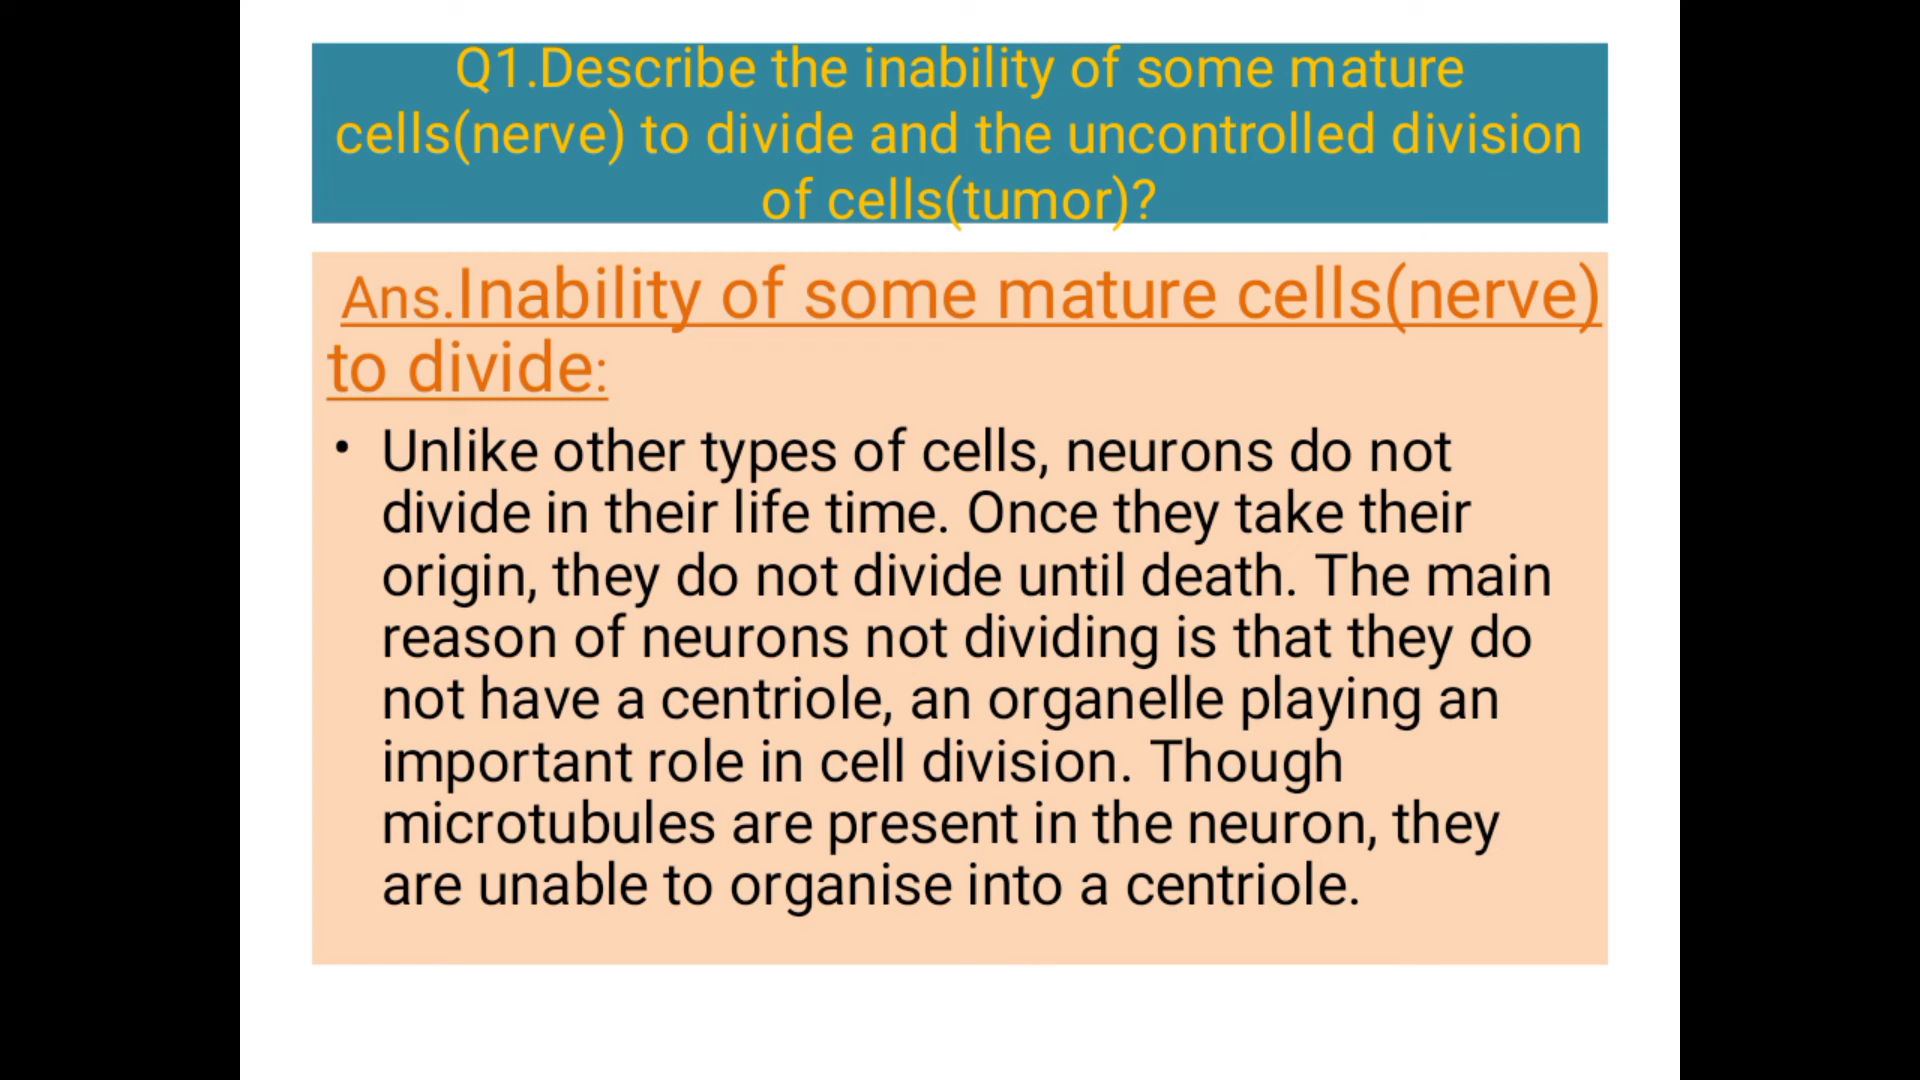 Q1.Describe the inability of some mature
cells(nerve) to divide and the uncontrolled division
of cells(tumor)?
Ans.Inability of some mature cells(nerve)
to divide:
• Unlike other types of cells, neurons do not
divide in their life time. Once they take their
origin, they do not divide until death. The main
reason of neurons not dividing is that they do
not have a centriole, an organelle playing an
important role in cell division. Though
microtubules are present in the neuron, they
are unable to organise into a centriole.